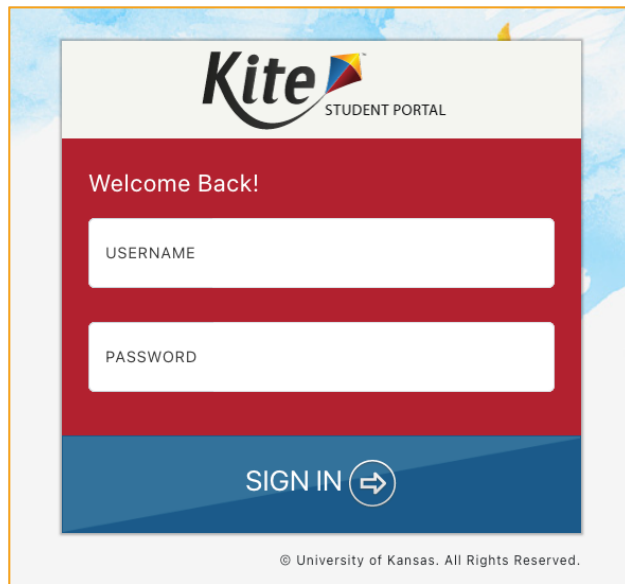 Kite
STUDENT PORTAL
Welcome Back!
USERNAME
PASSWORD
SIGN IN
© University of Kansas. All Rights Reserved.